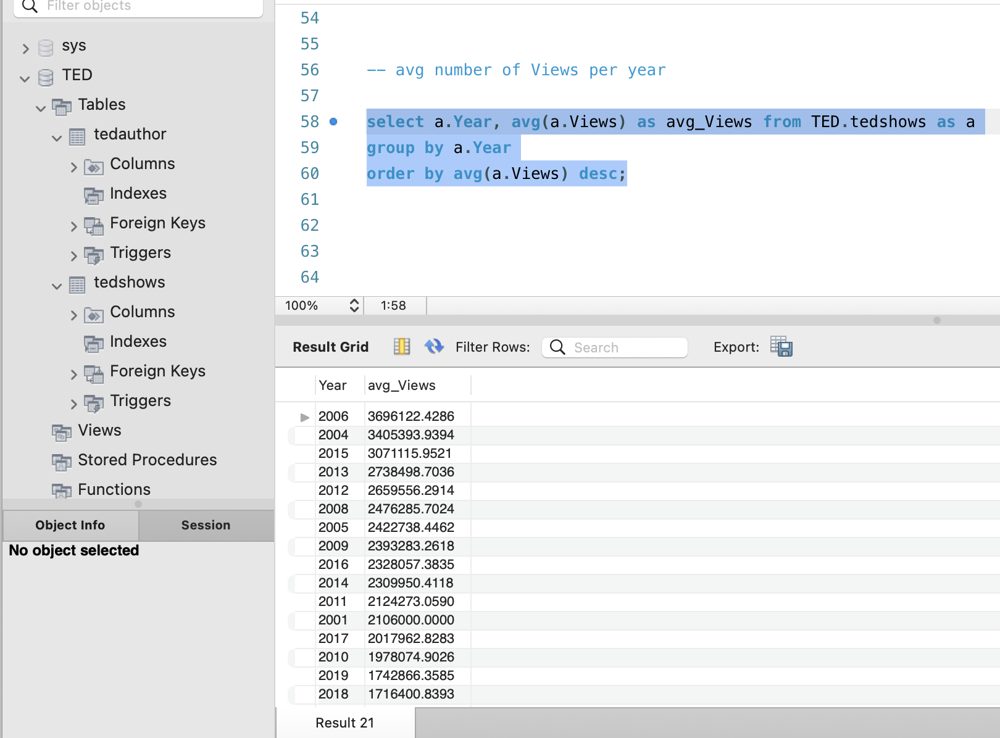 Filter objects
sys
TED
Tables
tedauthor
Columns
Indexes
Foreign Keys
Triggers
tedshows
Columns
Indexes
Foreign Keys
Triggers
Views
Stored Procedures
Functions
Object Info Session
No object selected
54
55
56 -- avg number of Views per year
57
58 select a.Year, avg(a.Views) as avg_Views from TED.tedshows as a
59 group by a.Year
60 order by avg(a.Views) desc;
61
62
63
64
100% 1:58
Result Grid Filter Rows: Search Export:
Year avg_Views
2006 3696122.4286
2004 3405393.9394
2015 3071115.9521
2013 2738498.7036
2012 2659556.2914
2008 2476285.7024
2005 2422738.4462
2009 2393283.2618
2016 2328057.3835
2014 2309950.4118
2011 2124273.0590
2001 2106000.0000
2017 2017962.8283
2010 1978074.9026
2019 1742866.3585
2018 1716400.8393
Result 21